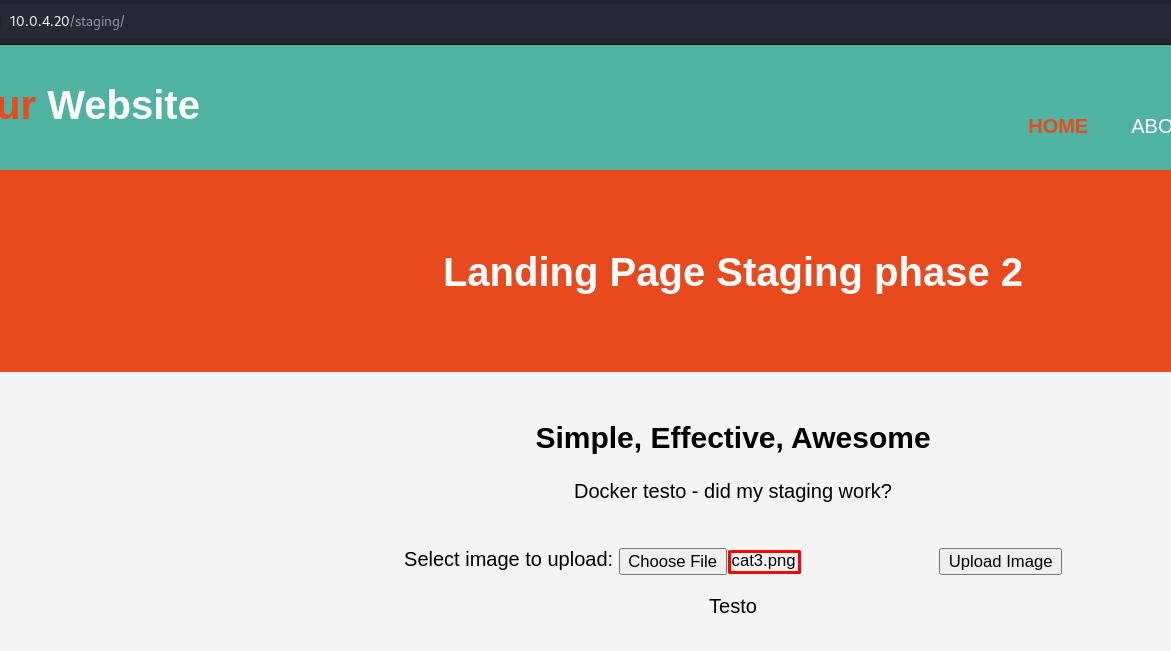 10.0.4.20/staging/
ur Website
HOME ABO
Landing Page Staging phase 2
Simple, Effective, Awesome
Docker testo - did my staging work?
Select image to upload: Choose File cat3.png Upload Image
Testo